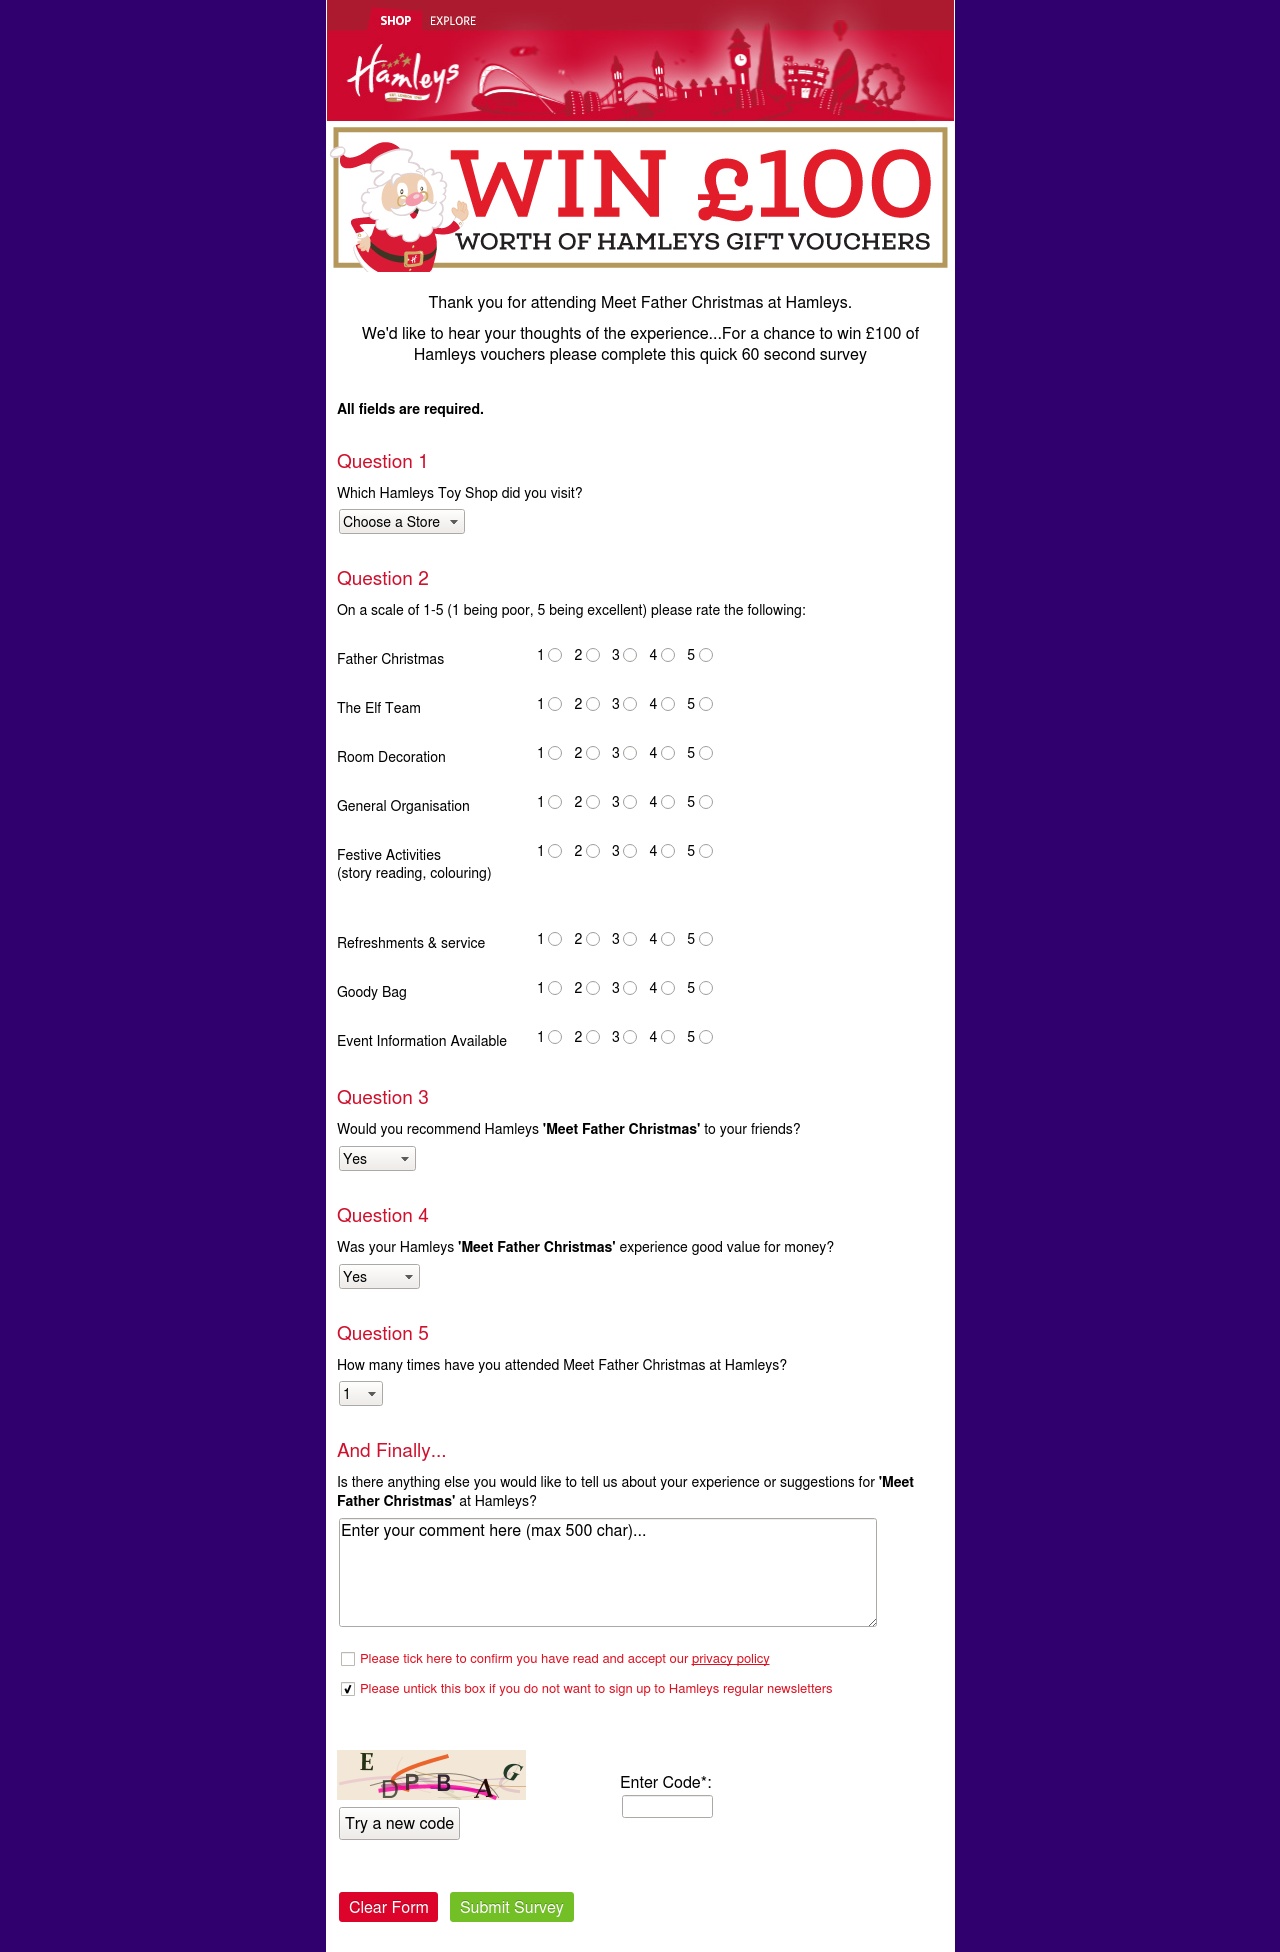 SHOP EXPLORE
Hamleys
WIN £100
WORTH OF HAMLEYS GIFT VOUCHERS
Thank you for attending Meet Father Christmas at Hamleys.
We'd like to hear your thoughts of the experience...For a chance to win £100 of
Hamleys vouchers please complete this quick 60 second survey
All fields are required.
Question 1
Which Hamleys Toy Shop did you visit?
Choose a Store
Question 2
On a scale of 1-5 (1 being poor, 5 being excellent) please rate the following:
Father Christmas 1 2 3 4 5
The Elf Team 1 2 3 4 5
Room Decoration 1 2 3 4 5
General Organisation 1 2 3 4 5
Festive Activities 1 2 3 4 5
(story reading, colouring)
Refreshments & service 1 2 3 4 5
Goody Bag 1 2 3 4 5
Event Information Available 1 2 3 4 5
Question 3
Would you recommend Hamleys 'Meet Father Christmas' to your friends?
Yes
Question 4
Was your Hamleys 'Meet Father Christmas' experience good value for money?
Yes
Question 5
How many times have you attended Meet Father Christmas at Hamleys?
1
And Finally...
Is there anything else you would like to tell us about your experience or suggestions for 'Meet
Father Christmas' at Hamleys?
Enter your comment here (max 500 char)...
Please tick here to confirm you have read and accept our privacy policy
Please untick this box if you do not want to sign up to Hamleys regular newsletters
E D P B A G
Enter Code*:
Try a new code
Clear Form Submit Survey